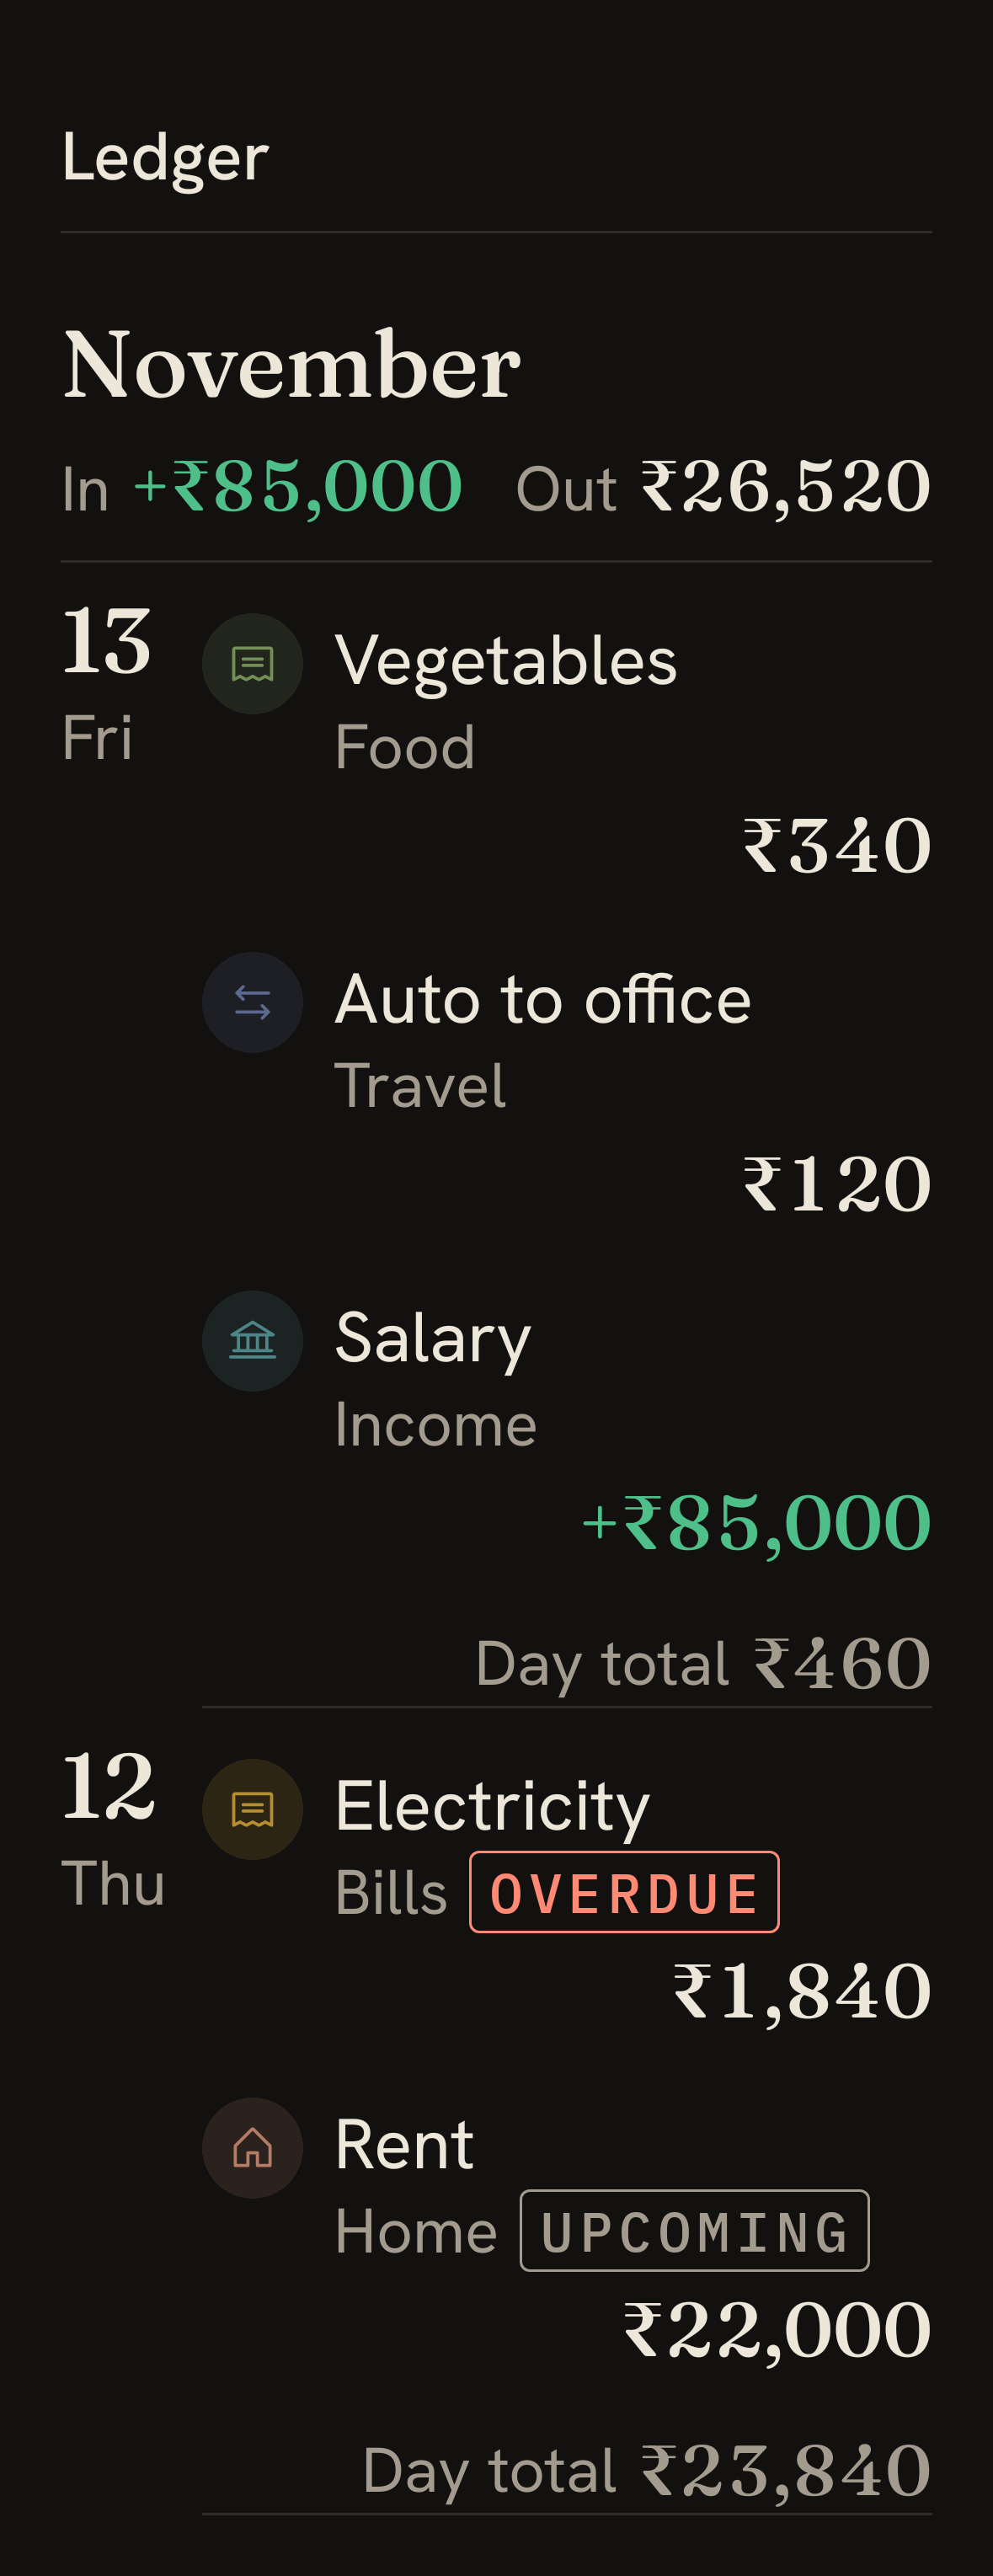 Ledger
November
In +₹85,000 Out ₹26,520
13 Vegetables
Fri Food
₹340
Auto to office
Travel
₹120
Salary
Income
+₹85,000
Day total ₹460
12 Electricity
Thu Bills OVERDUE
₹1,840
Rent
Home UPCOMING
₹22,000
Day total ₹23,840